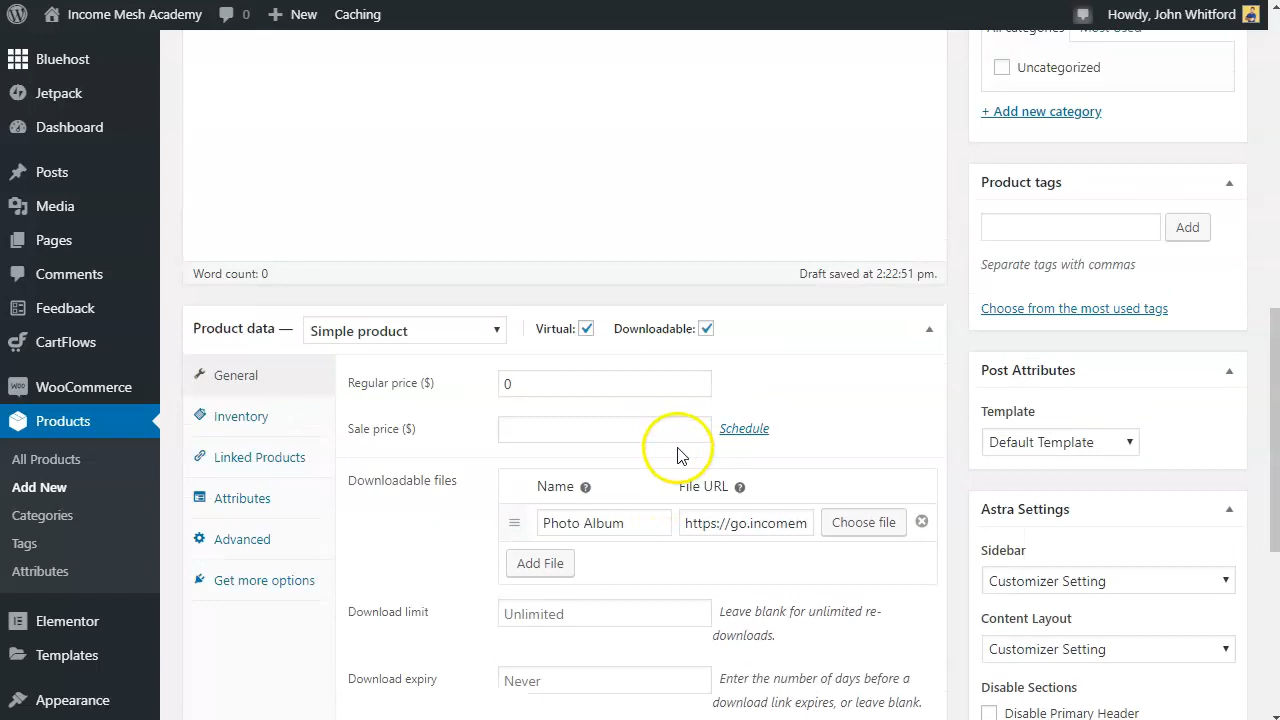 Income Mesh Academy
0
New
Caching
Howdy, John Whitford
Bluehost
Jetpack
Dashboard
Posts
Media
Pages
Comments
Feedback
CartFlows
WooCommerce
Products
All Products
Add New
Categories
Tags
Attributes
Elementor
Templates
Appearance
Word count: 0
Draft saved at 2:22:51 pm.
Product data —
Simple product
Virtual:
Downloadable:
General
Inventory
Linked Products
Attributes
Advanced
Get more options
Regular price ($)
0
Sale price ($)
Schedule
Downloadable files
Name
File URL
Photo Album
https://go.incomem
Choose file
Add File
Download limit
Unlimited
Leave blank for unlimited re-
downloads.
Download expiry
Never
Enter the number of days before a
download link expires, or leave blank.
All categories
Most Used
Uncategorized
+ Add new category
Product tags
Add
Separate tags with commas
Choose from the most used tags
Post Attributes
Template
Default Template
Astra Settings
Sidebar
Customizer Setting
Content Layout
Customizer Setting
Disable Sections
Disable Primary Header